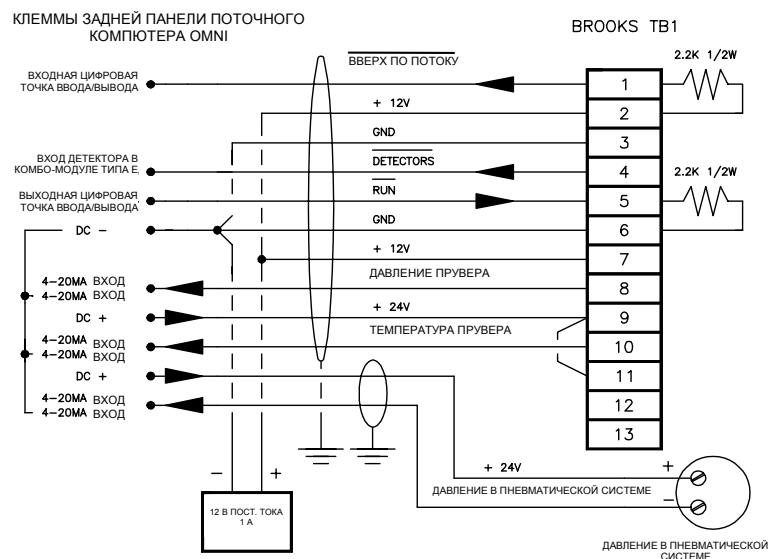 КЛЕММЫ ЗАДНЕЙ ПАНЕЛИ ПОТОЧНОГО
КОМПЮТЕРА OMNI
BROOKS TB1
ВХОДНАЯ ЦИФРОВАЯ
ТОЧКА ВВОДА/ВЫВОДА
ВВЕРХ ПО ПОТОКУ
1
2.2K 1/2W
+ 12V
2
GND
3
ВХОД ДЕТЕКТОРА В
КОМБО-МОДУЛЕ ТИПА E,
DETECTORS
4
2.2K 1/2W
ВЫХОДНАЯ ЦИФРОВАЯ
ТОЧКА ВВОДА/ВЫВОДА
RUN
5
DC –
GND
6
+ 12V
7
4-20MA ВХОД
4-20MA ВХОД
ДАВЛЕНИЕ ПРУВЕРА
8
DC +
+ 24V
9
4-20MA ВХОД
4-20MA ВХОД
ТЕМПЕРАТУРА ПРУВЕРА
10
DC +
11
4-20MA ВХОД
12
13
– +
12 В ПОСТ. ТОКА
1 А
+ 24V
+
ДАВЛЕНИЕ В ПНЕВМАТИЧЕСКОЙ СИСТЕМЕ
–
ДАВЛЕНИЕ В ПНЕВМАТИЧЕСКОЙ
СИСТЕМЕ